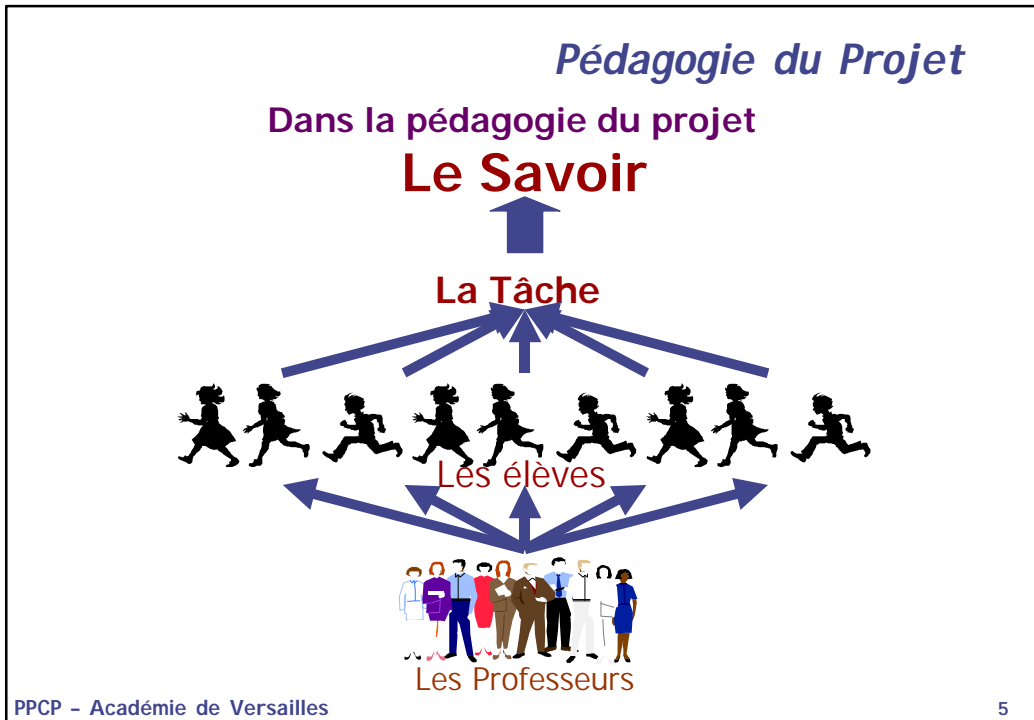 Pédagogie du Projet
Dans la pédagogie du projet
Le Savoir
La Tâche
Les élèves
Les Professeurs
PPCP – Académie de Versailles
5